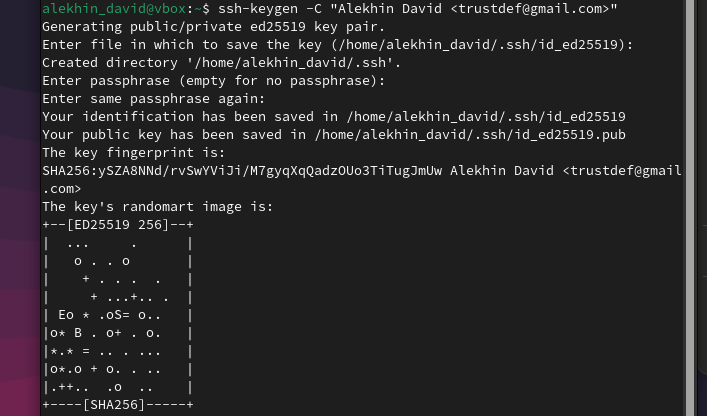 alekhin_david@vbox:~$ ssh-keygen -C "Alekhin David <trustdef@gmail.com>"
Generating public/private ed25519 key pair.
Enter file in which to save the key (/home/alekhin_david/.ssh/id_ed25519):
Created directory '/home/alekhin_david/.ssh'.
Enter passphrase (empty for no passphrase):
Enter same passphrase again:
Your identification has been saved in /home/alekhin_david/.ssh/id_ed25519
Your public key has been saved in /home/alekhin_david/.ssh/id_ed25519.pub
The key fingerprint is:
SHA256:ySZA8NNd/rvSwYViJi/M7gyqXqQadzOUo3TiTugJmUw Alekhin David <trustdef@gmail
.com>
The key's randomart image is:
+--[ED25519 256]--+
|  ...     .      |
|   o . . o       |
|    + . . .  .   |
|     + ...+.. .  |
| Eo * .oS= o..   |
|o* B . o+ . o.   |
|*.* = .. . ...   |
|o*.o + o. . ..   |
|.++..  .o  ..    |
+----[SHA256]-----+